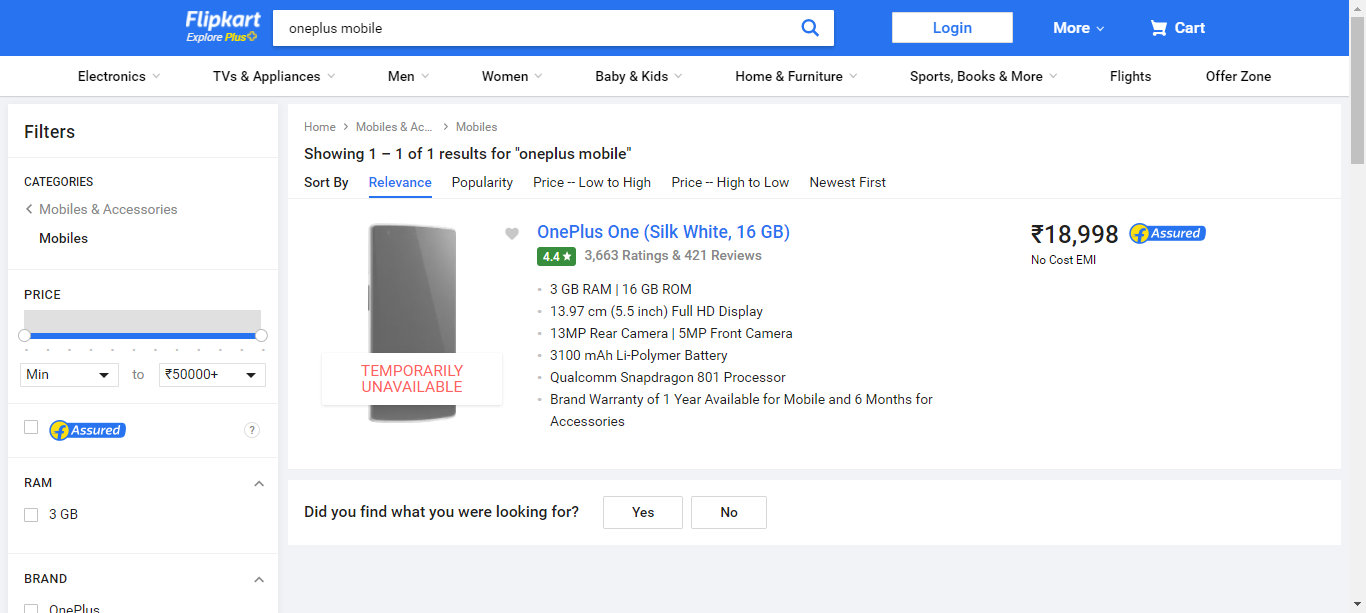 Flipkart
Explore Plus
oneplus mobile
Login
More
Cart
Electronics
TVs & Appliances
Men
Women
Baby & Kids
Home & Furniture
Sports, Books & More
Flights
Offer Zone
Filters
CATEGORIES
Mobiles & Accessories
Mobiles
PRICE
Min
to
₹50000+
Assured
?
RAM
3 GB
BRAND
OnePlus
Home
Mobiles & Ac...
Mobiles
Showing 1 – 1 of 1 results for "oneplus mobile"
Sort By
Relevance
Popularity
Price -- Low to High
Price -- High to Low
Newest First
TEMPORARILY
UNAVAILABLE
OnePlus One (Silk White, 16 GB)
4.4 ★ 3,663 Ratings & 421 Reviews
3 GB RAM | 16 GB ROM
13.97 cm (5.5 inch) Full HD Display
13MP Rear Camera | 5MP Front Camera
3100 mAh Li-Polymer Battery
Qualcomm Snapdragon 801 Processor
Brand Warranty of 1 Year Available for Mobile and 6 Months for
Accessories
₹18,998
Assured
No Cost EMI
Did you find what you were looking for?
Yes
No